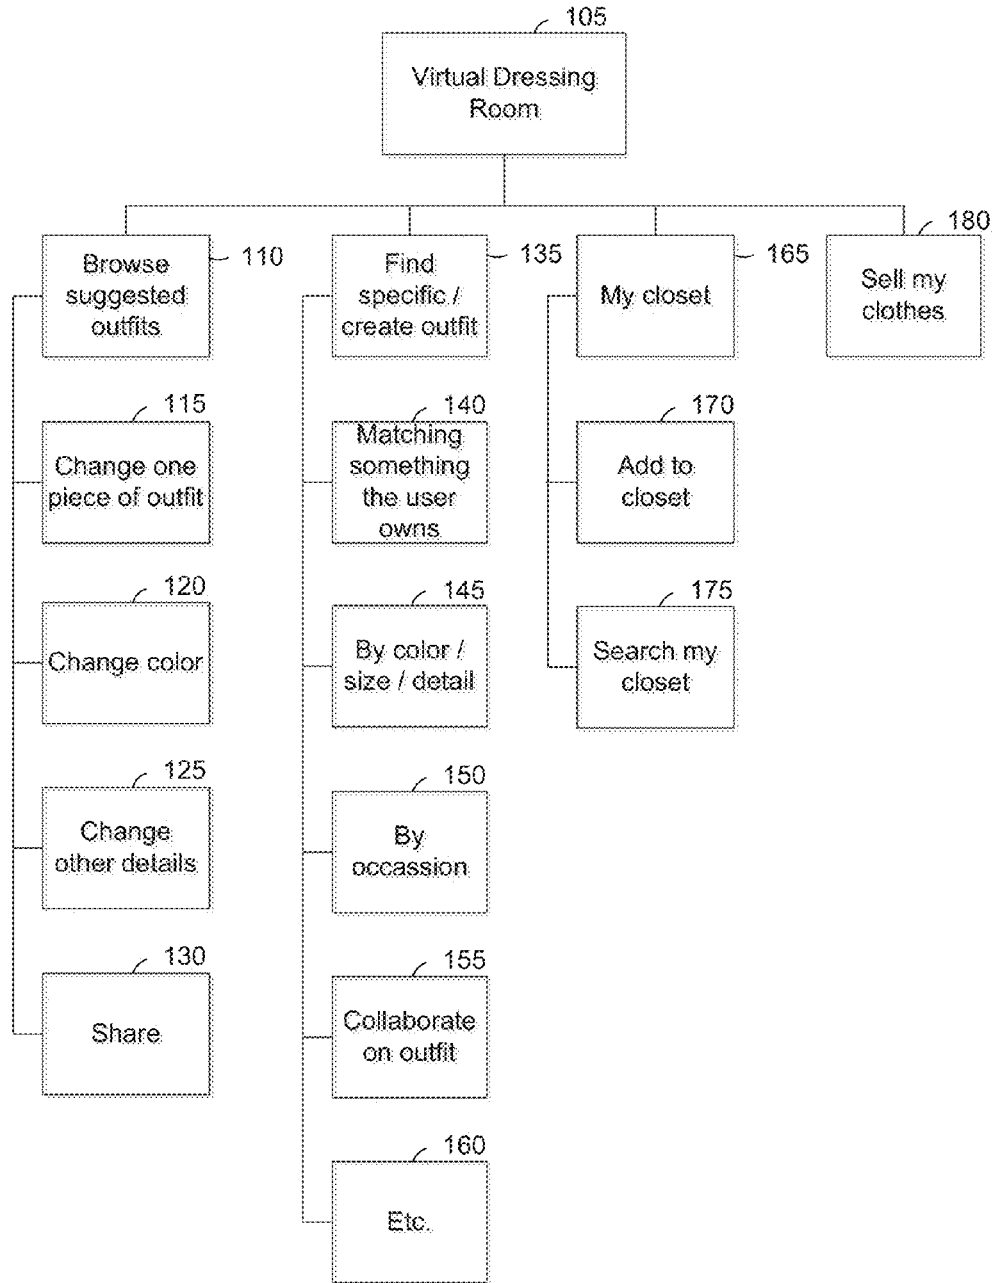 105
Virtual Dressing
Room
110
Browse
suggested
outfits
115
Change one
piece of outfit
120
Change color
125
Change
other details
130
Share
135
Find
specific /
create outfit
140
Matching
something
the user
owns
145
By color /
size / detail
150
By
occassion
155
Collaborate
on outfit
160
Etc.
165
My closet
170
Add to
closet
175
Search my
closet
180
Sell my
clothes